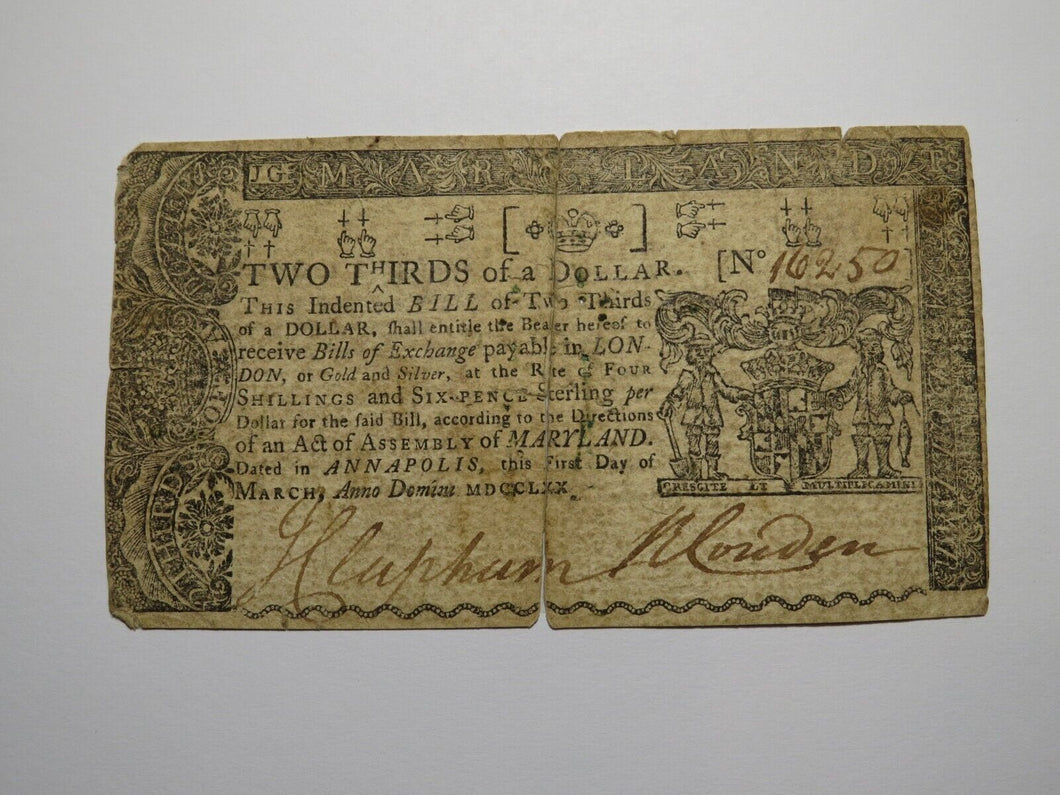 M A R L A N D
TWO THIRDS of a DOLLAR. [No 16250]
THIS Indented BILL of Two Thirds
of a DOLLAR, ſhall entitle the Bearer hereof to
receive Bills of Exchange payable in LON-
DON, or Gold and Silver, at the Rate of FOUR
SHILLINGS and SIX-PENCE Sterling per
Dollar for the ſaid Bill, according to the Directions
of an Act of ASSEMBLY of MARYLAND.
Dated in ANNAPOLIS, this Firſt Day of
MARCH, Anno Domini MDCCLXX.
CRESCITE ET MULTIPLICAMINI
J Clapham